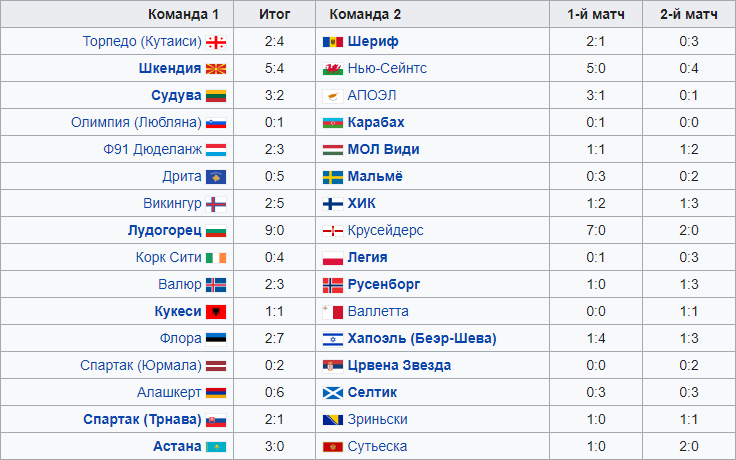 Команда 1 Итог Команда 2 1-й матч 2-й матч
Торпедо (Кутаиси) 2:4 Шериф 2:1 0:3
Шкендия 5:4 Нью-Сейнтс 5:0 0:4
Судува 3:2 АПОЭЛ 3:1 0:1
Олимпия (Любляна) 0:1 Карабах 0:1 0:0
Ф91 Дюделанж 2:3 МОЛ Види 1:1 1:2
Дрита 0:5 Мальмё 0:3 0:2
Викингур 2:5 ХИК 1:2 1:3
Лудогорец 9:0 Крусейдерс 7:0 2:0
Корк Сити 0:4 Легия 0:1 0:3
Валюр 2:3 Русенборг 1:0 1:3
Кукеси 1:1 Валлетта 0:0 1:1
Флора 2:7 Хапоэль (Беэр-Шева) 1:4 1:3
Спартак (Юрмала) 0:2 Црвена Звезда 0:0 0:2
Алашкерт 0:6 Селтик 0:3 0:3
Спартак (Трнава) 2:1 Зриньски 1:0 1:1
Астана 3:0 Сутьеска 1:0 2:0